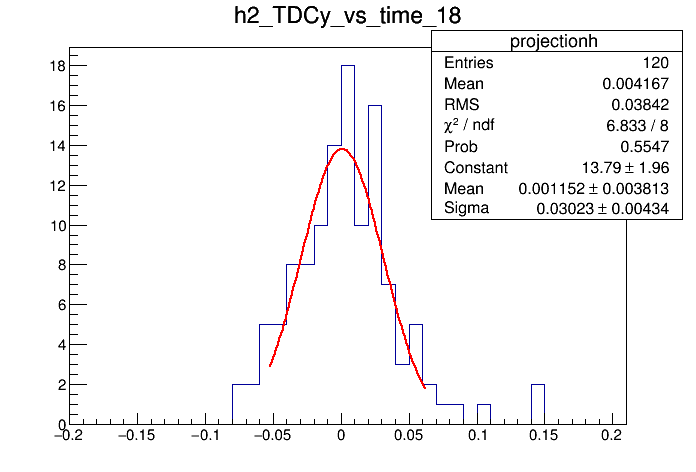 h2_TDCy_vs_time_18
projectionh
Entries 120
Mean 0.004167
RMS 0.03842
χ² / ndf 6.833 / 8
Prob 0.5547
Constant 13.79 ± 1.96
Mean 0.001152 ± 0.003813
Sigma 0.03023 ± 0.00434
18
16
14
12
10
8
6
4
2
0
−0.2 −0.15 −0.1 −0.05 0 0.05 0.1 0.15 0.2